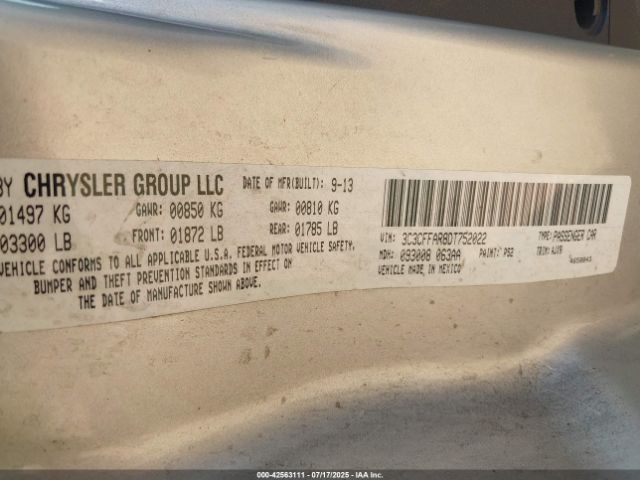 BY CHRYSLER GROUP LLC DATE OF MFR(BUILT): 9-13
01497 KG GAWR: 00850 KG GAWR: 00810 KG
03300 LB FRONT: 01872 LB REAR: 01785 LB
VEHICLE CONFORMS TO ALL APPLICABLE U.S.A. FEDERAL MOTOR VEHICLE SAFETY,
BUMPER AND THEFT PREVENTION STANDARDS IN EFFECT ON
THE DATE OF MANUFACTURE SHOWN ABOVE.
VIN: 3C3CFFAR8DT752022 TYPE: PASSENGER CAR
MDH: 093008 063AA PAINT: PS2 TRIM:
VEHICLE MADE IN MEXICO
000-42563111 - 07/17/2025 - IAA Inc.